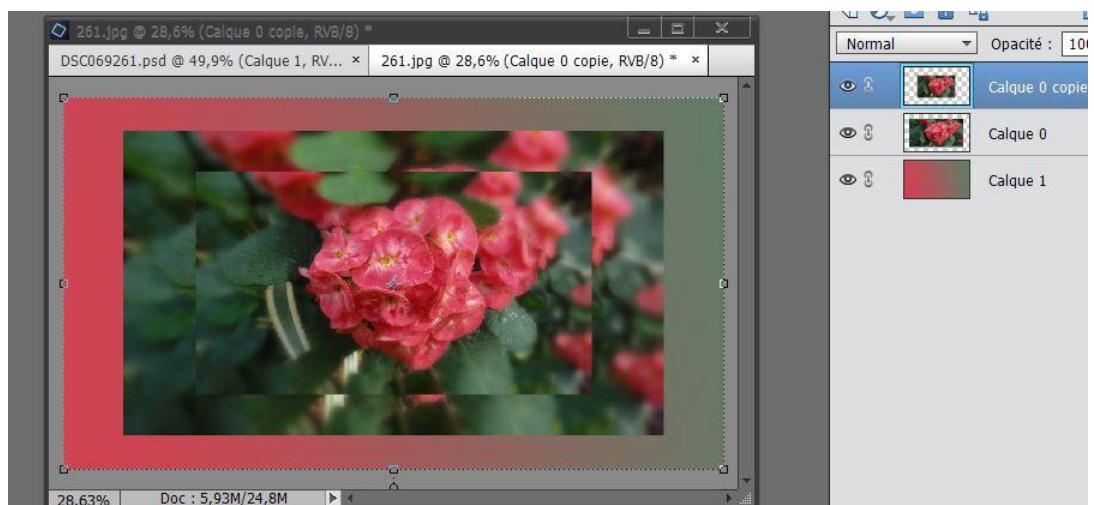 261.jpg @ 28,6% (Calque 0 copie, RVB/8) *
DSC069261.psd @ 49,9% (Calque 1, RV... × 261.jpg @ 28,6% (Calque 0 copie, RVB/8) * ×
Normal Opacité :
Calque 0 copie
Calque 0
Calque 1
28,63% Doc : 5,93M/24,8M